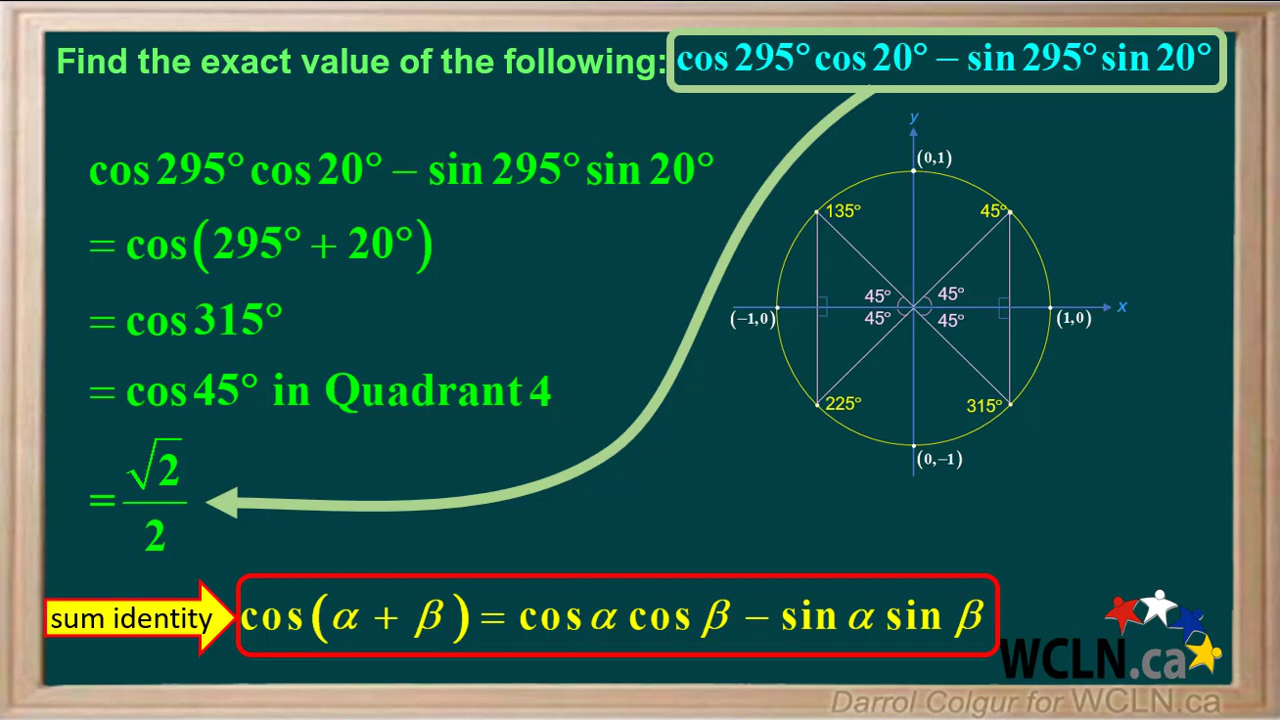 Find the exact value of the following: cos 295° cos 20° – sin 295° sin 20°
cos 295° cos 20° – sin 295° sin 20°
= cos(295° + 20°)
= cos 315°
= cos 45° in Quadrant 4
= √2
2
y
(0,1)
135°
45°
45°
45°
45°
45°
(−1,0)
(1,0)
x
225°
315°
(0,−1)
sum identity
cos(α + β) = cos α cos β – sin α sin β
WCLN.ca
Darrol Colgur for WCLN.ca